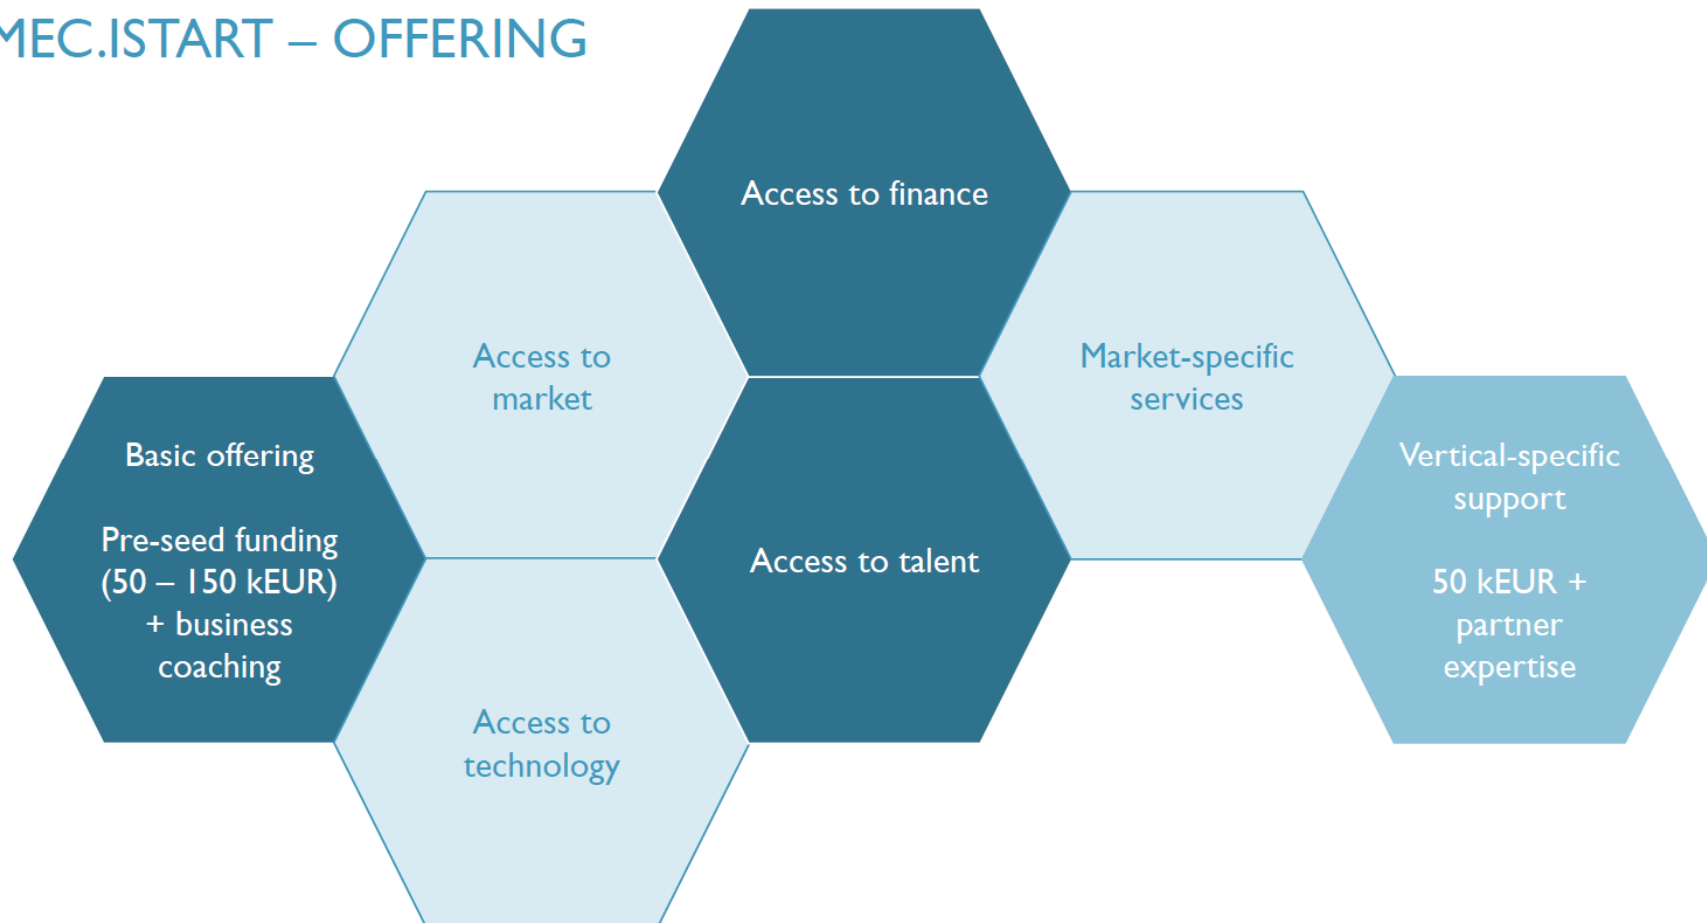 MEC.ISTART – OFFERING
Access to finance
Access to
market
Market-specific
services
Basic offering
Pre-seed funding
(50 – 150 kEUR)
+ business
coaching
Access to talent
Vertical-specific
support
50 kEUR +
partner
expertise
Access to
technology